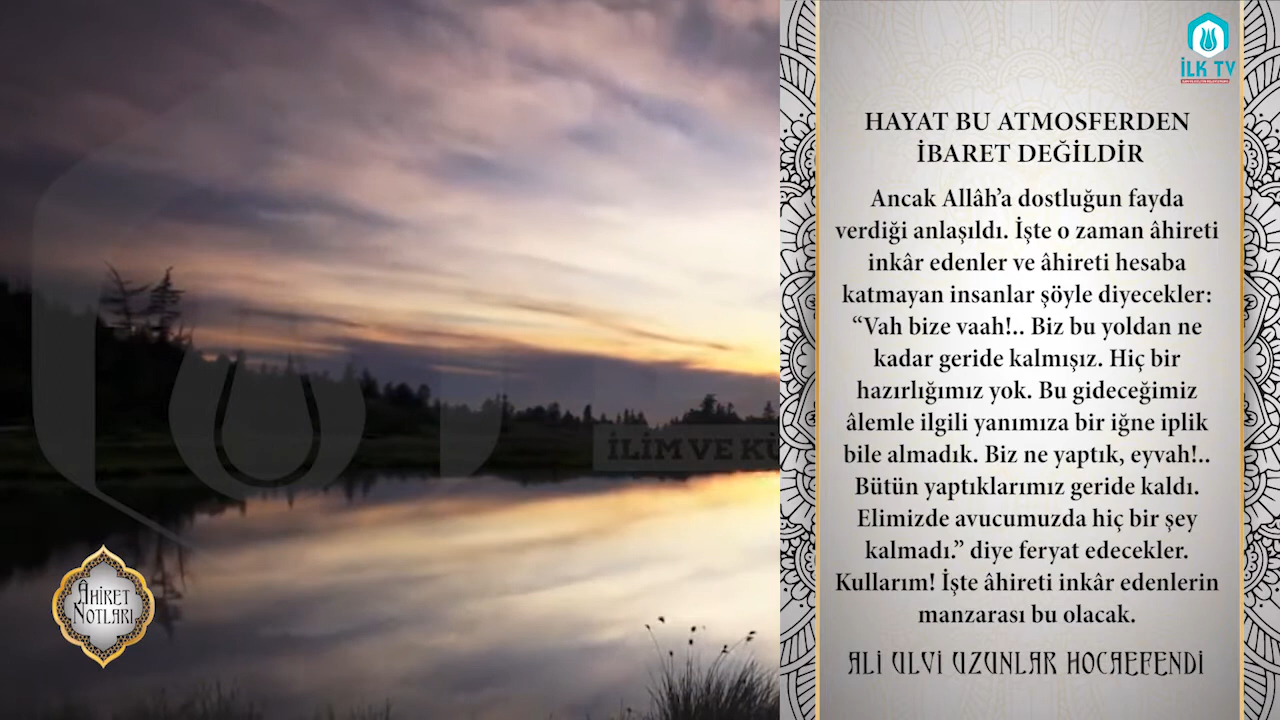 İLK TV
HAYAT BU ATMOSFERDEN
İBARET DEĞİLDİR
Ancak Allâh’a dostluğun fayda
verdiği anlaşıldı. İşte o zaman âhireti
inkâr edenler ve âhireti hesaba
katmayan insanlar şöyle diyecekler:
“Vah bize vaah!.. Biz bu yoldan ne
kadar geride kalmışız. Hiç bir
hazırlığımız yok. Bu gideceğimiz
âlemle ilgili yanımıza bir iğne iplik
bile almadık. Biz ne yaptık, eyvah!..
Bütün yaptıklarımız geride kaldı.
Elimizde avucumuzda hiç bir şey
kalmadı.” diye feryat edecekler.
Kullarım! İşte âhireti inkâr edenlerin
manzarası bu olacak.
ALİ ULVİ UZUNLAR HOCAEFENDİ
İLİM VE KÜ
ÂHİRET
NOTLARI